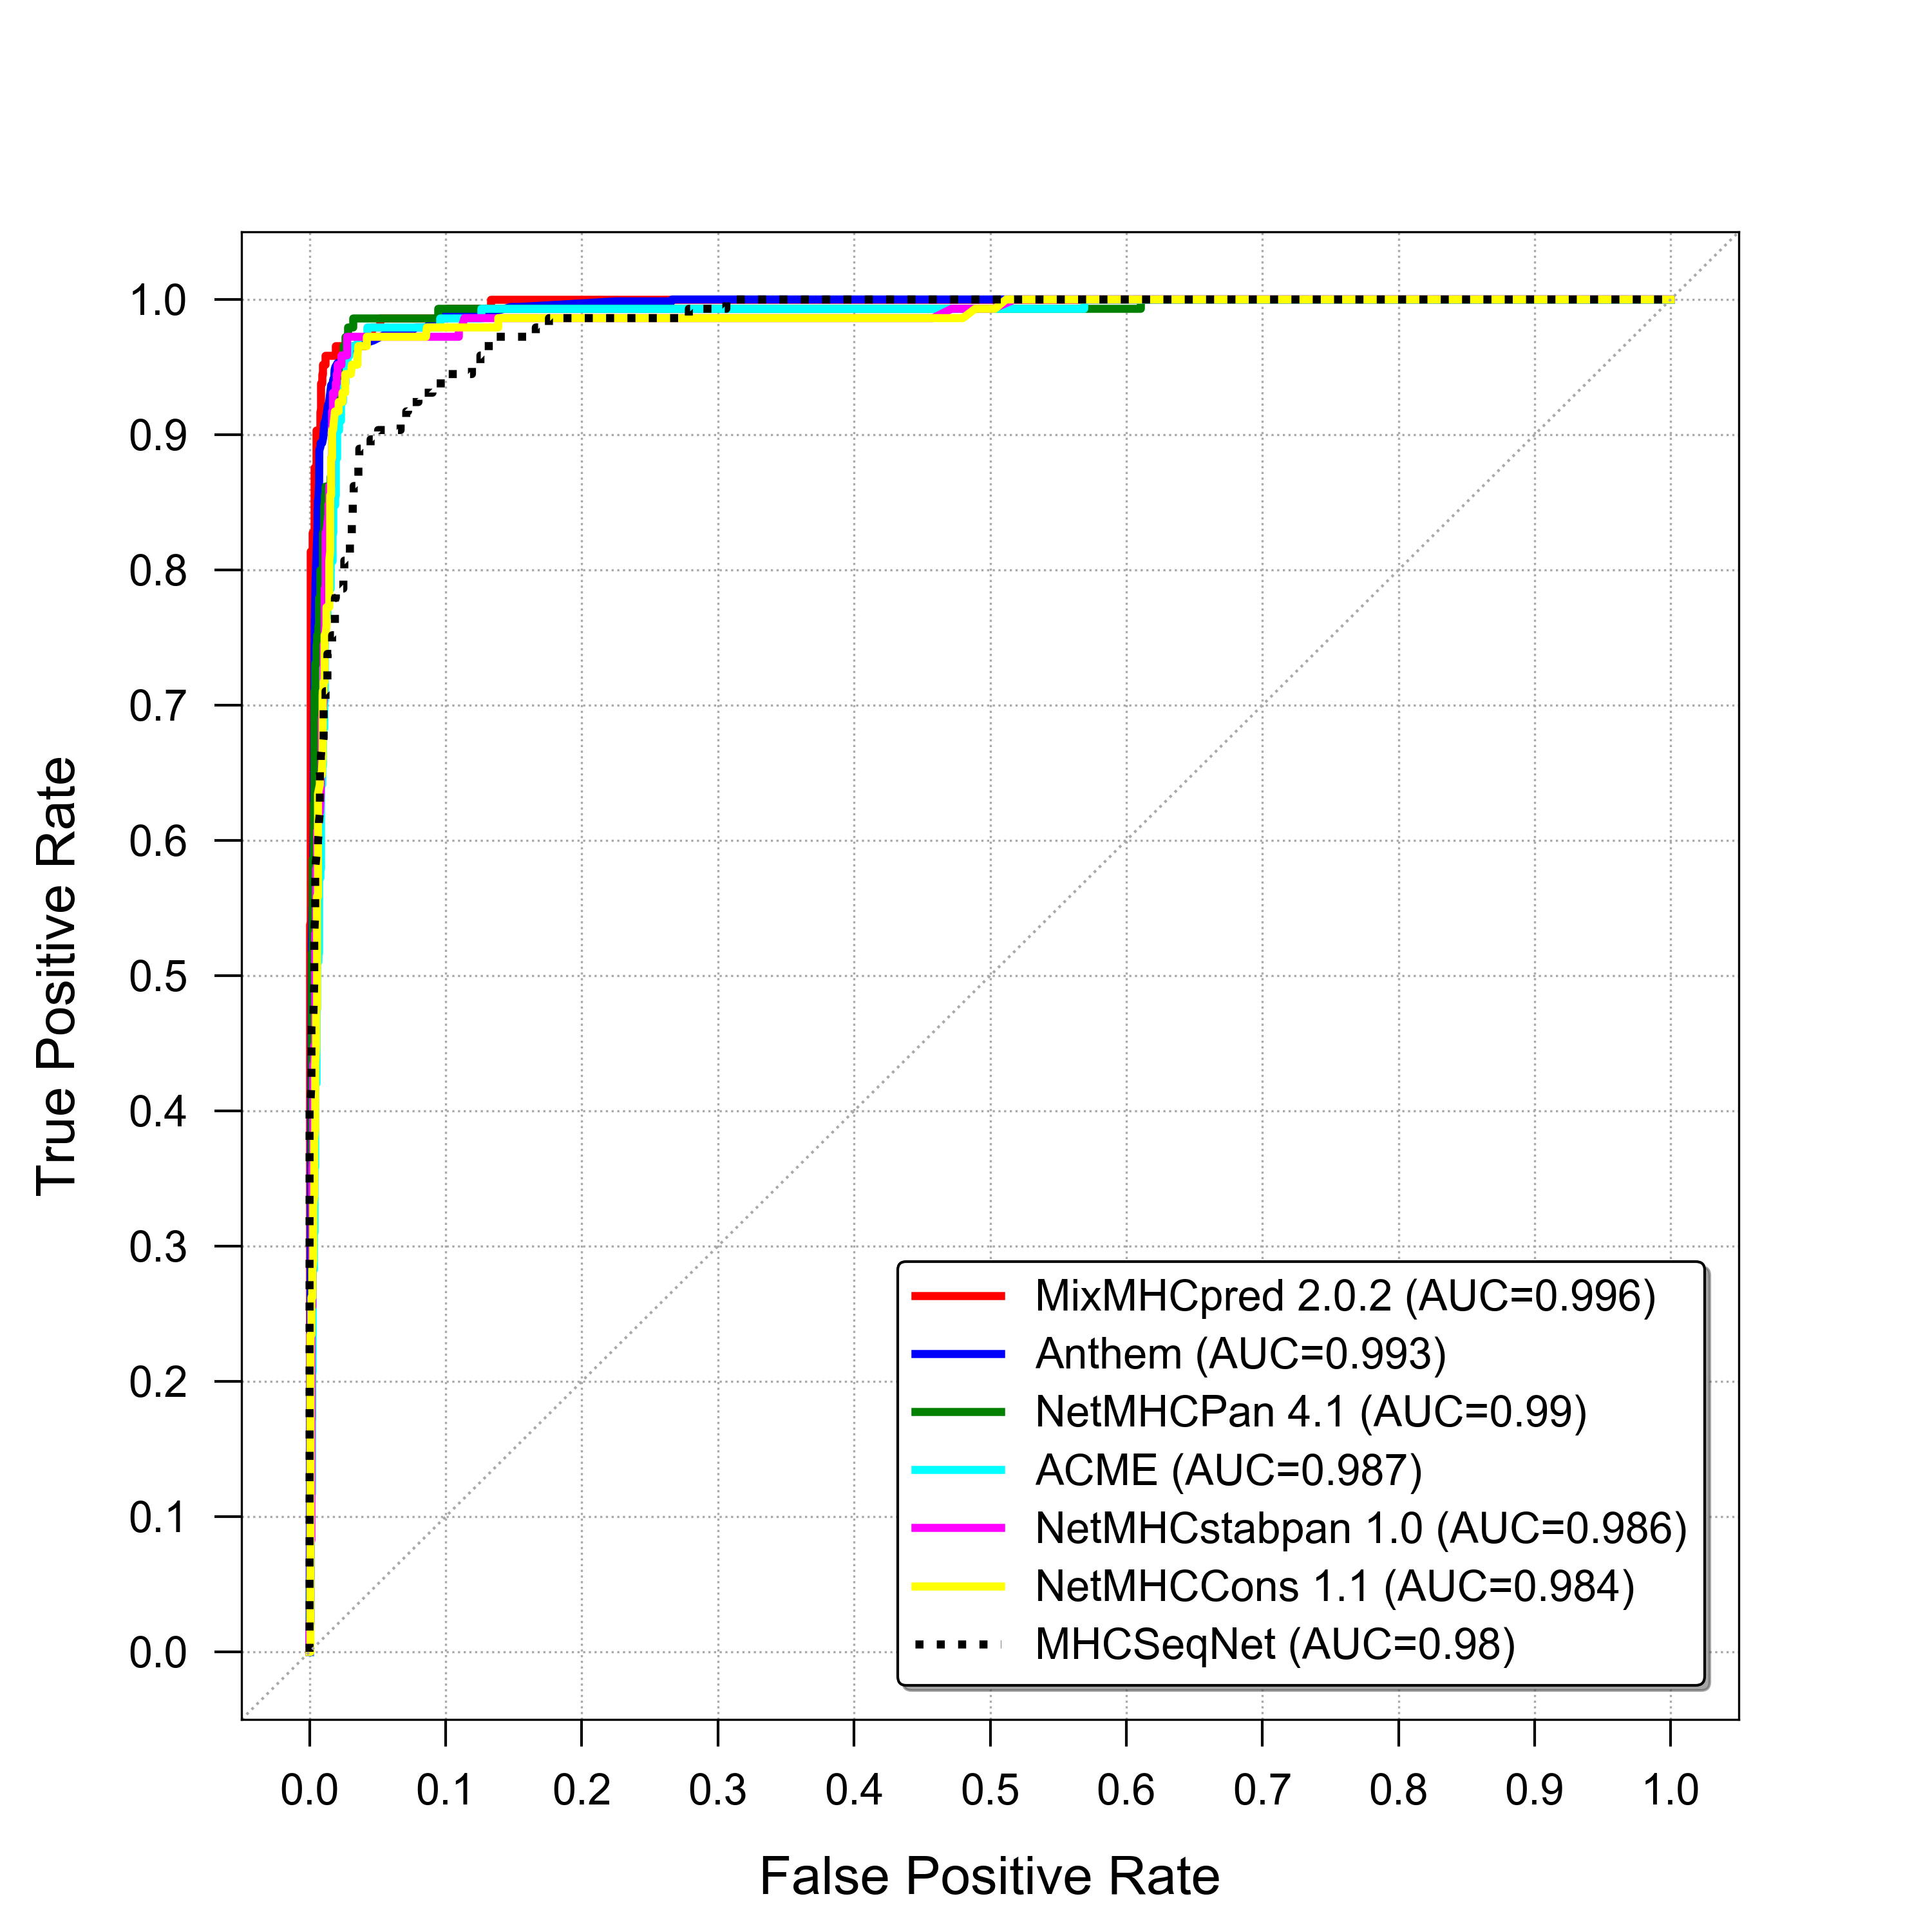 1.0
0.9
0.8
0.7
0.6
0.5
0.4
0.3
0.2
0.1
0.0
True Positive Rate
MixMHCpred 2.0.2 (AUC=0.996)
Anthem (AUC=0.993)
NetMHCPan 4.1 (AUC=0.99)
ACME (AUC=0.987)
NetMHCstabpan 1.0 (AUC=0.986)
NetMHCCons 1.1 (AUC=0.984)
MHCSeqNet (AUC=0.98)
0.0 0.1 0.2 0.3 0.4 0.5 0.6 0.7 0.8 0.9 1.0
False Positive Rate